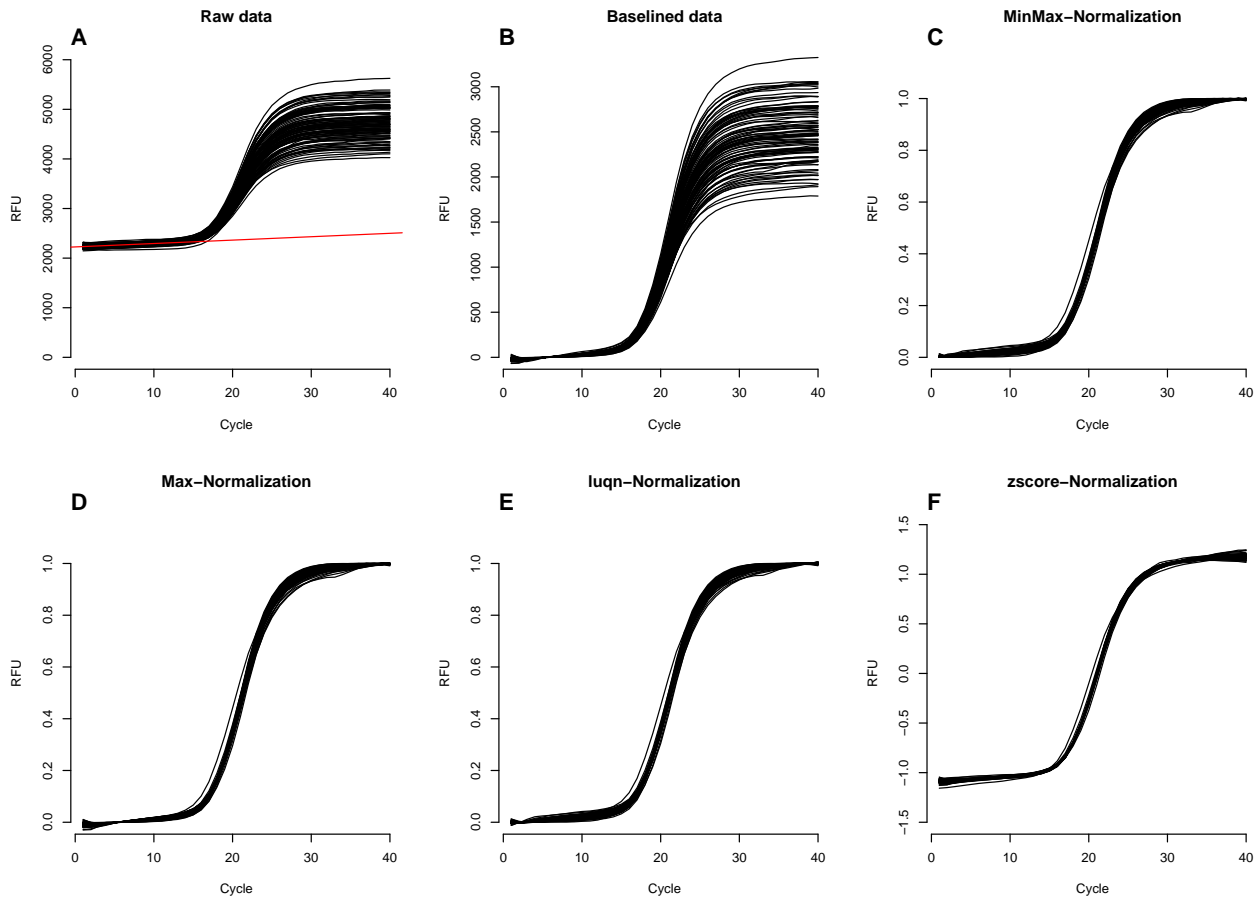 Raw data
A
RFU
6000
5000
4000
3000
2000
1000
0
0 10 20 30 40
Cycle
Baselined data
B
RFU
3000
2500
2000
1500
1000
500
0
0 10 20 30 40
Cycle
MinMax−Normalization
C
RFU
1.0
0.8
0.6
0.4
0.2
0.0
0 10 20 30 40
Cycle
Max−Normalization
D
RFU
1.0
0.8
0.6
0.4
0.2
0.0
0 10 20 30 40
Cycle
luqn−Normalization
E
RFU
1.0
0.8
0.6
0.4
0.2
0.0
0 10 20 30 40
Cycle
zscore−Normalization
F
RFU
1.5
1.0
0.5
0.0
−0.5
−1.0
−1.5
0 10 20 30 40
Cycle